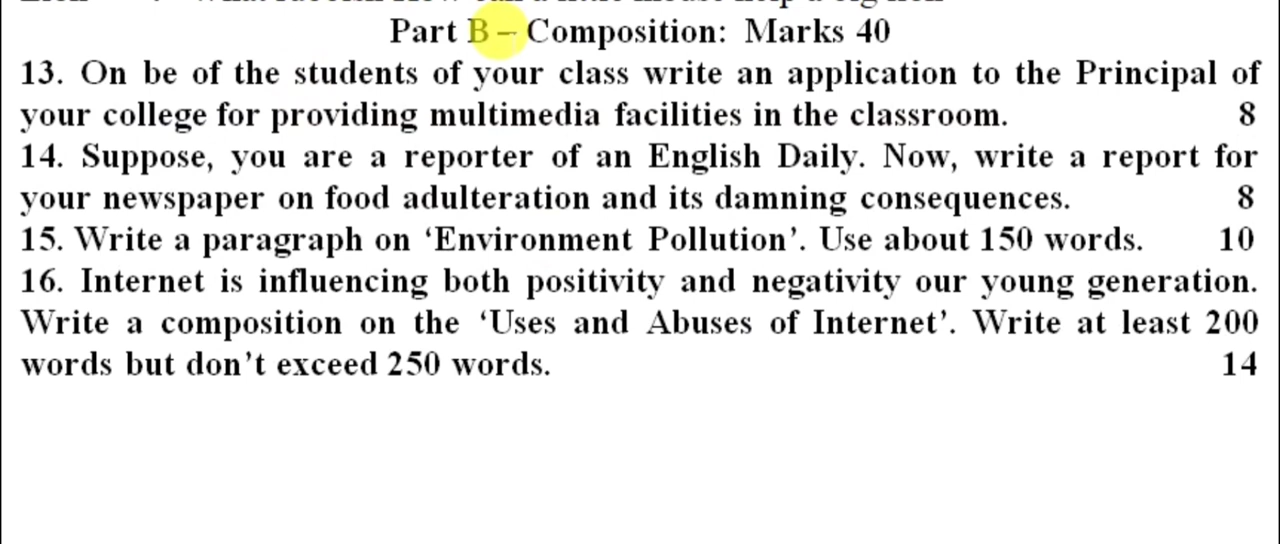 Part B – Composition: Marks 40
13. On be of the students of your class write an application to the Principal of
your college for providing multimedia facilities in the classroom. 8
14. Suppose, you are a reporter of an English Daily. Now, write a report for
your newspaper on food adulteration and its damning consequences. 8
15. Write a paragraph on ‘Environment Pollution’. Use about 150 words. 10
16. Internet is influencing both positivity and negativity our young generation.
Write a composition on the ‘Uses and Abuses of Internet’. Write at least 200
words but don’t exceed 250 words. 14